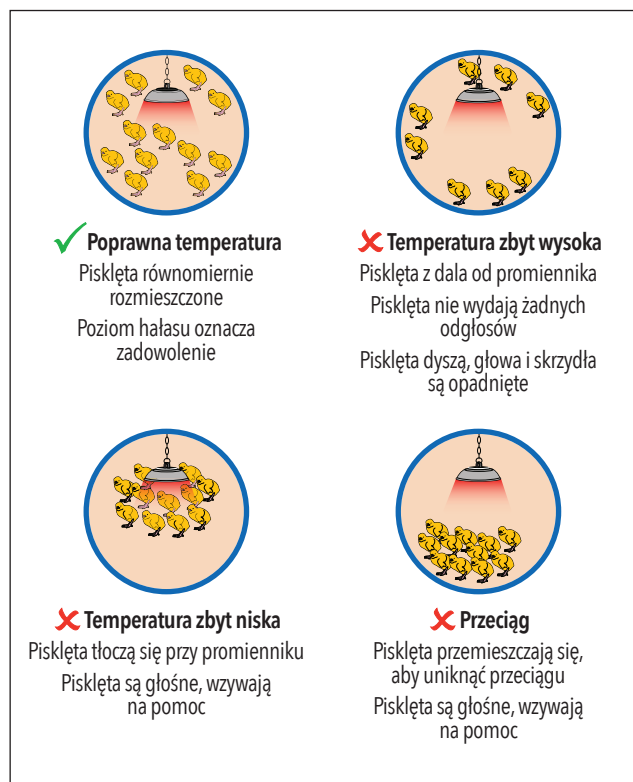 Poprawna temperatura
Pisklęta równomiernie
rozmieszczone
Poziom hałasu oznacza
zadowolenie
Temperatura zbyt wysoka
Pisklęta z dala od promiennika
Pisklęta nie wydają żadnych
odgłosów
Pisklęta dyszą, głowa i skrzydła
są opadnięte
Temperatura zbyt niska
Pisklęta tłoczą się przy promienniku
Pisklęta są głośne, wzywają
na pomoc
Przeciąg
Pisklęta przemieszczają się,
aby uniknąć przeciągu
Pisklęta są głośne, wzywają
na pomoc